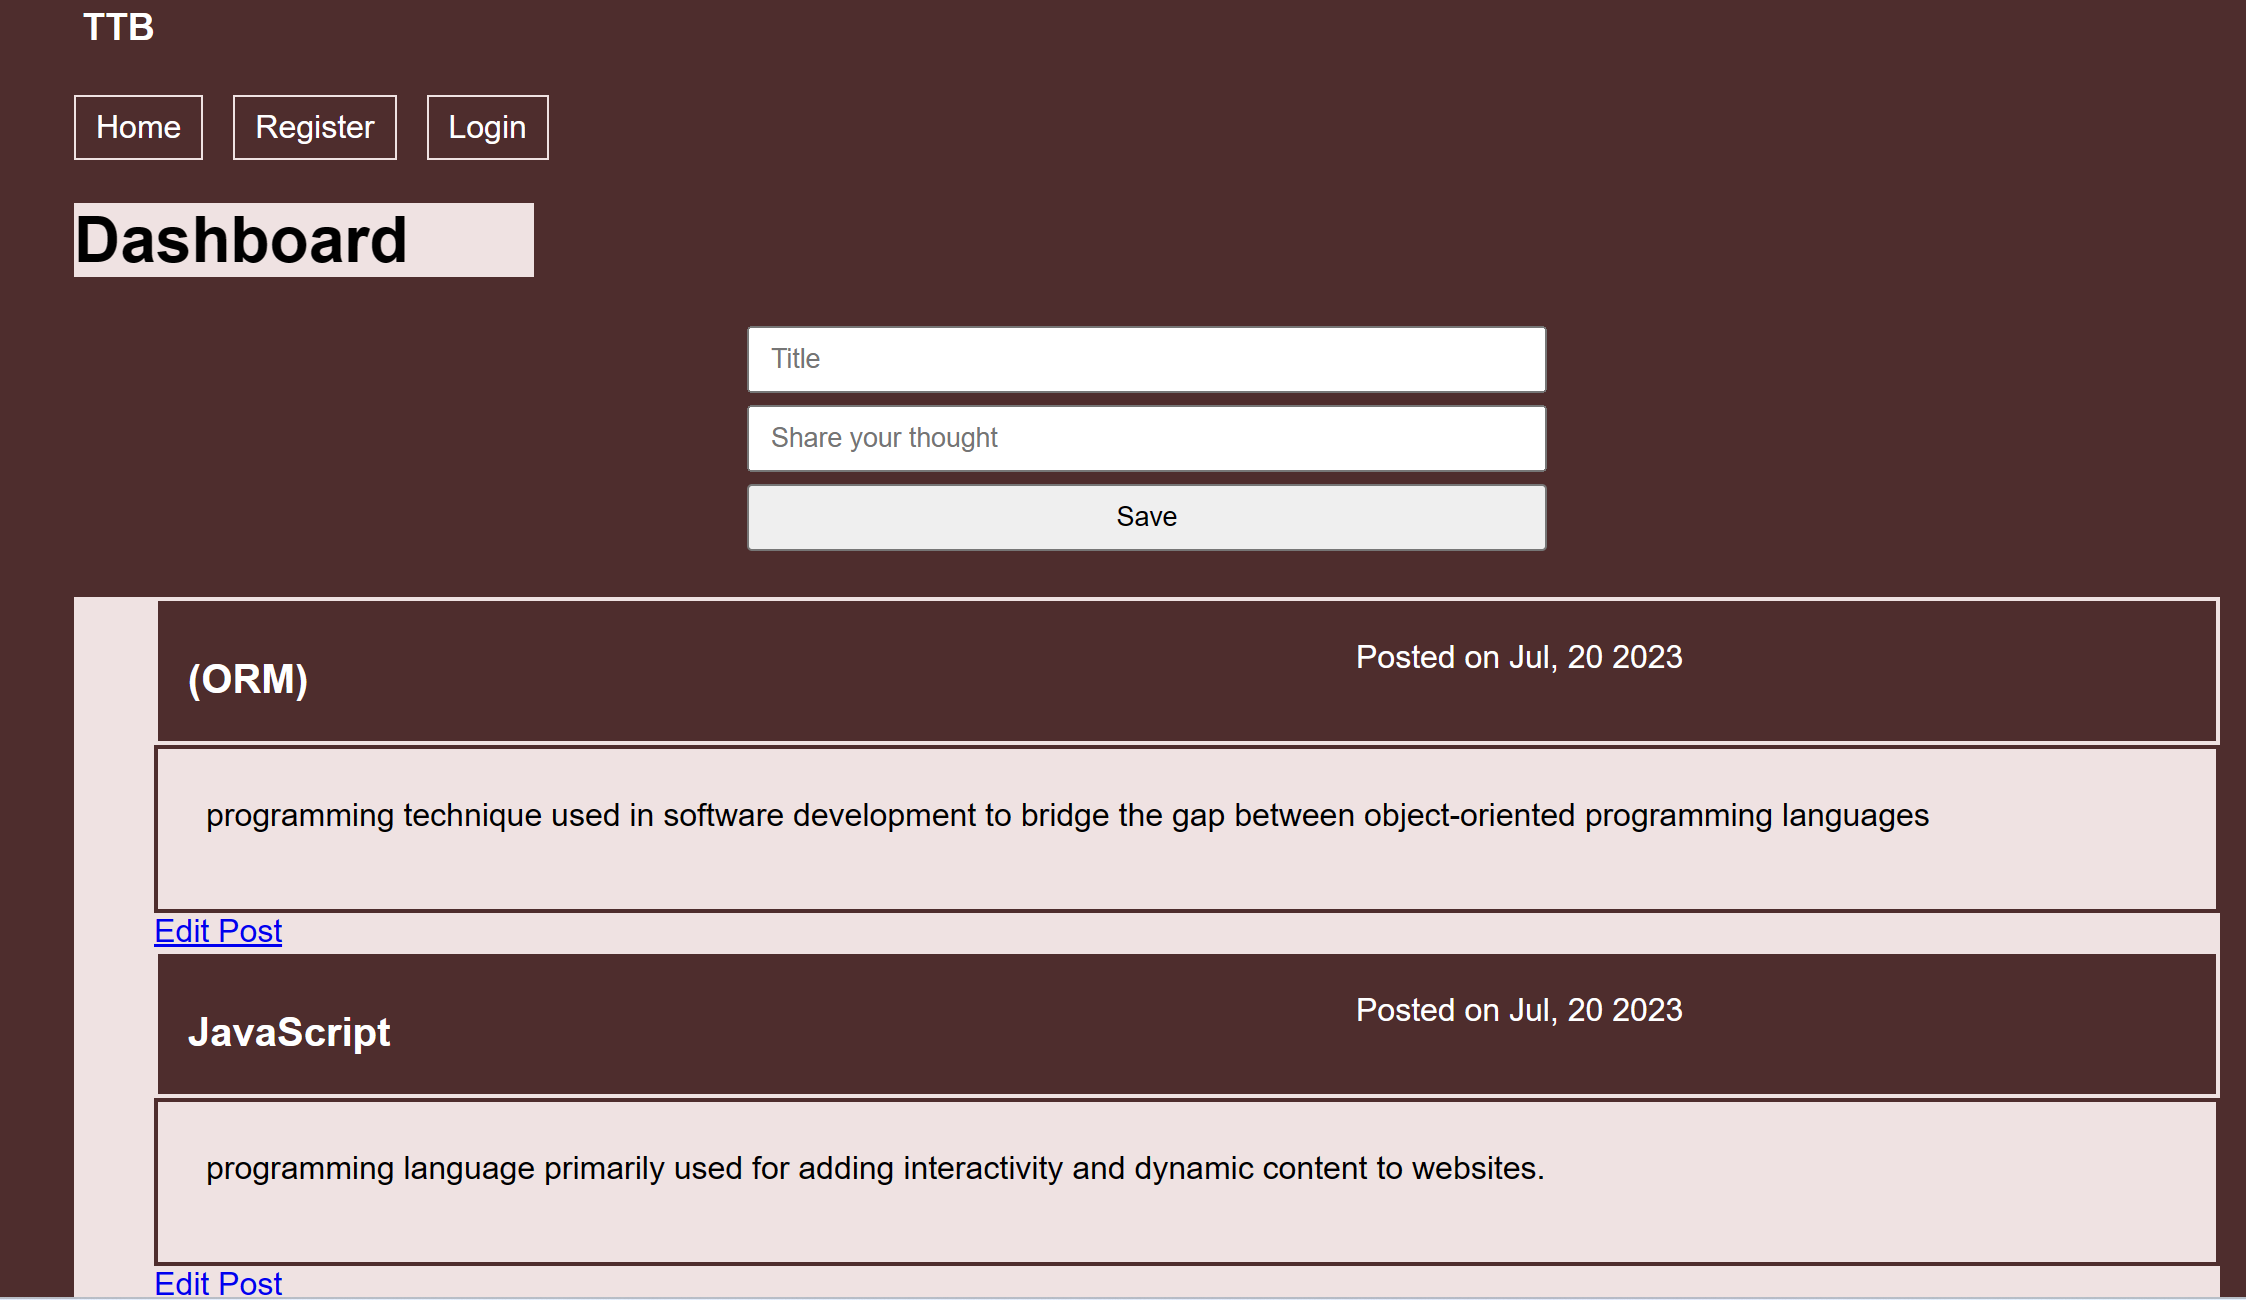 TTB
Home Register Login
Dashboard
Title
Share your thought
Save
(ORM)
Posted on Jul, 20 2023
programming technique used in software development to bridge the gap between object-oriented programming languages
Edit Post
JavaScript
Posted on Jul, 20 2023
programming language primarily used for adding interactivity and dynamic content to websites.
Edit Post